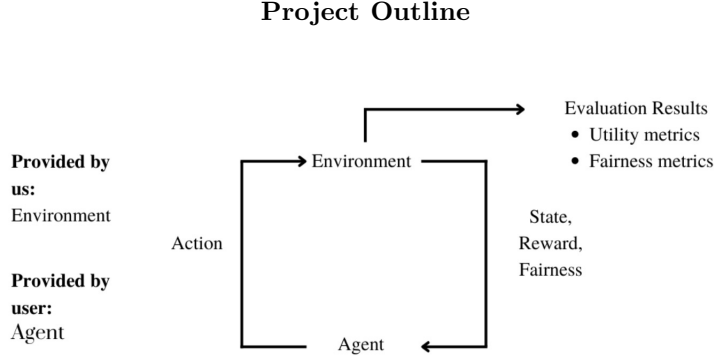 Project Outline
Evaluation Results
• Utility metrics
• Fairness metrics
Provided by
us:
Environment
Environment
Action
State,
Reward,
Fairness
Provided by
user:
Agent
Agent